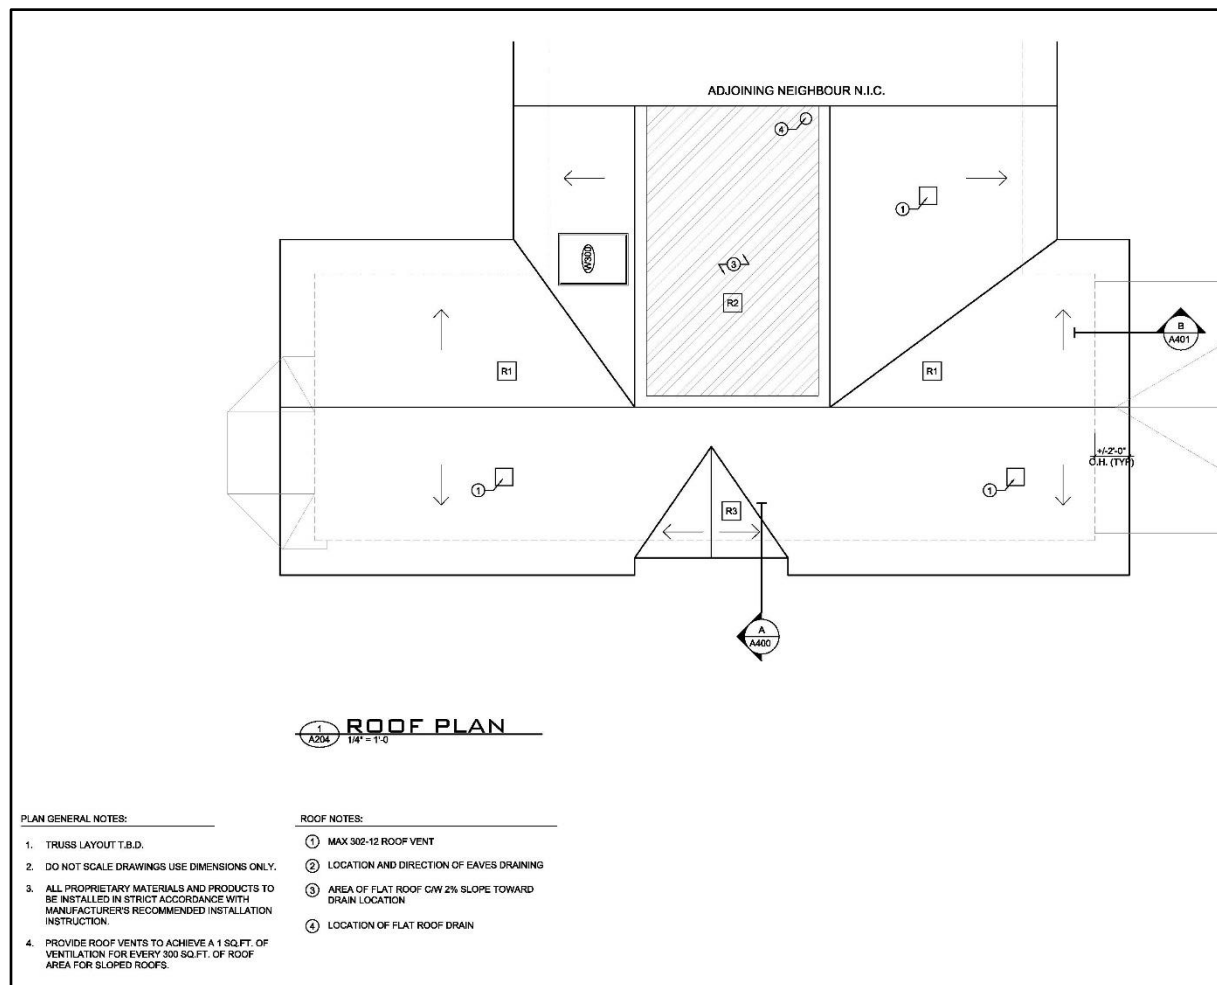 ADJOINING NEIGHBOUR N.I.C.
4
1
W301
3
R2
B
A401
R1
R1
+/-2'-0"
O.H. (TYP)
1
1
R3
A
A400
1
A204
ROOF PLAN
1/4" = 1'-0
PLAN GENERAL NOTES:
1. TRUSS LAYOUT T.B.D.
2. DO NOT SCALE DRAWINGS USE DIMENSIONS ONLY.
3. ALL PROPRIETARY MATERIALS AND PRODUCTS TO
BE INSTALLED IN STRICT ACCORDANCE WITH
MANUFACTURER'S RECOMMENDED INSTALLATION
INSTRUCTION.
4. PROVIDE ROOF VENTS TO ACHIEVE A 1 SQ.FT. OF
VENTILATION FOR EVERY 300 SQ.FT. OF ROOF
AREA FOR SLOPED ROOFS.
ROOF NOTES:
1 MAX 302-12 ROOF VENT
2 LOCATION AND DIRECTION OF EAVES DRAINING
3 AREA OF FLAT ROOF C/W 2% SLOPE TOWARD
DRAIN LOCATION
4 LOCATION OF FLAT ROOF DRAIN